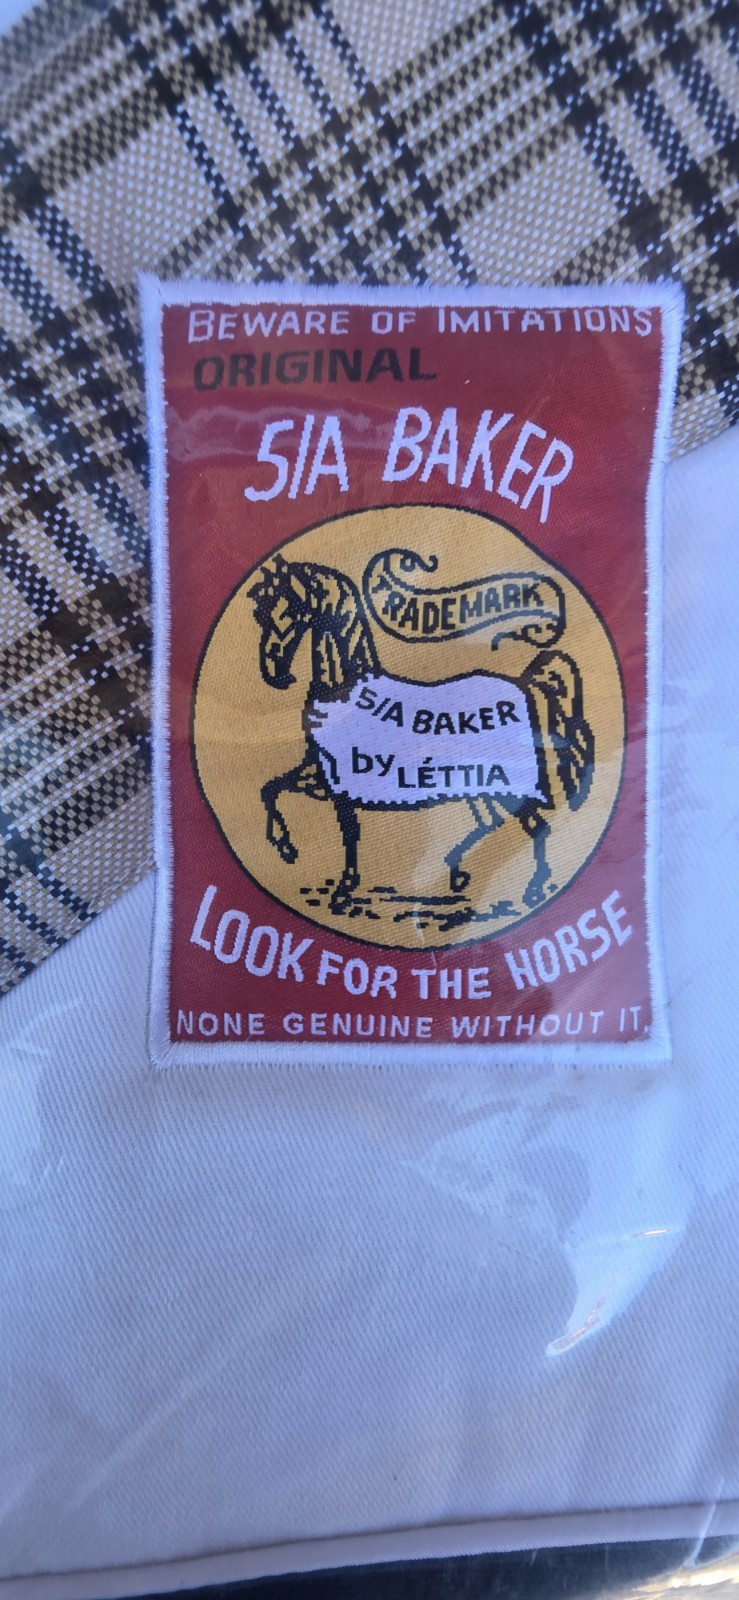 BEWARE OF IMITATIONS
ORIGINAL
5/A BAKER
TRADEMARK
5/A BAKER
by LÉTTIA
LOOK FOR THE HORSE
NONE GENUINE WITHOUT IT.